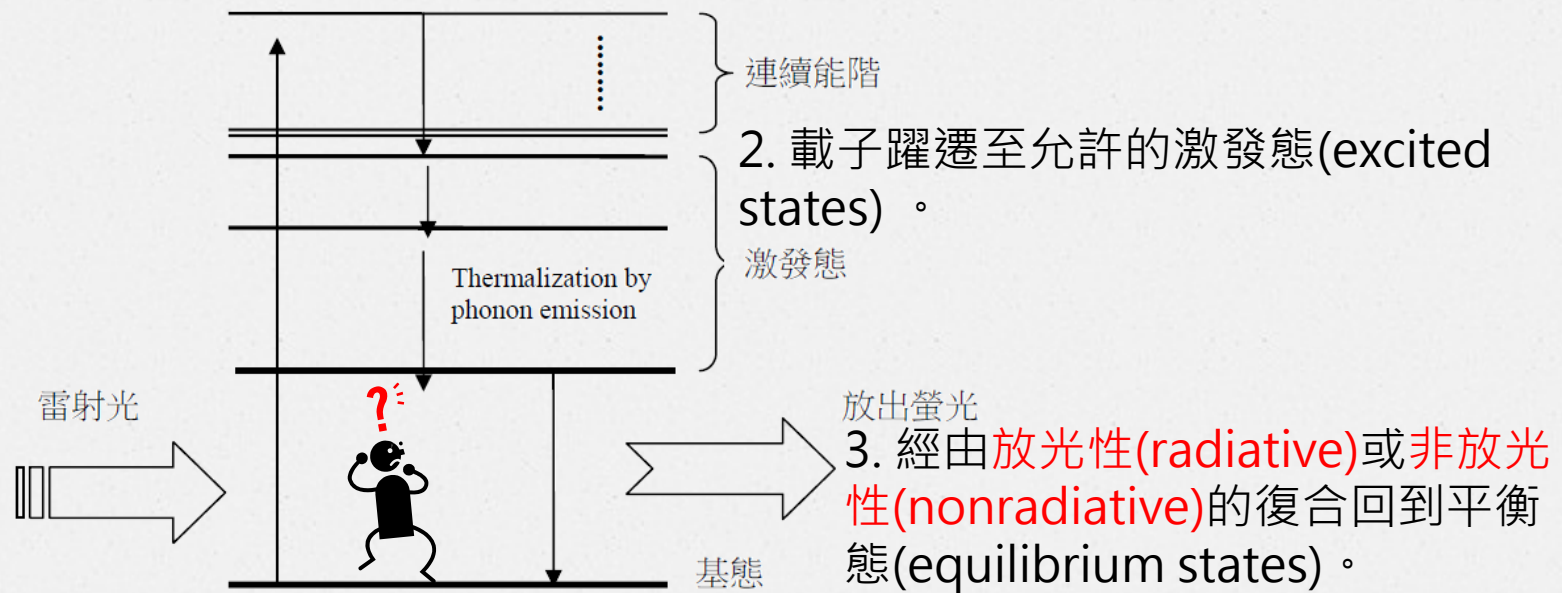 連續能階
2. 載子躍遷至允許的激發態(excited
states) 。
激發態
Thermalization by
phonon emission
雷射光
?
放出螢光
3. 經由放光性(radiative)或非放光
性(nonradiative)的復合回到平衡
態(equilibrium states)。
基態